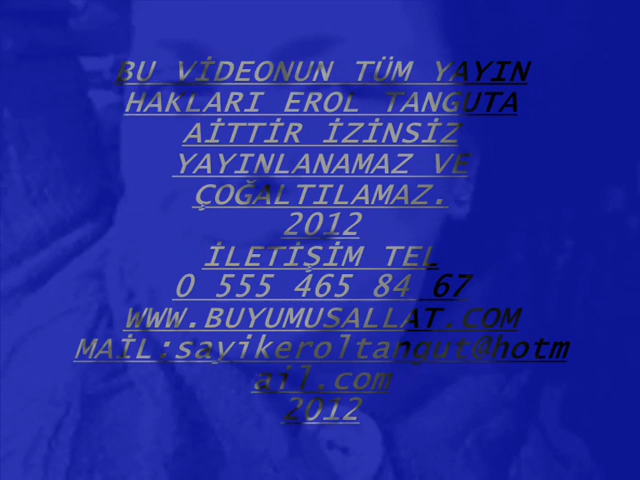 BU VİDEONUN TÜM YAYIN
HAKLARI EROL TANGUTA
AİTTİR İZİNSİZ
YAYINLANAMAZ VE
ÇOĞALTILAMAZ.
2012
İLETİŞİM TEL
0 555 465 84 67
WWW.BUYUMUSALLAT.COM
MAİL:sayikeroltangut@hotm
ail.com
2012